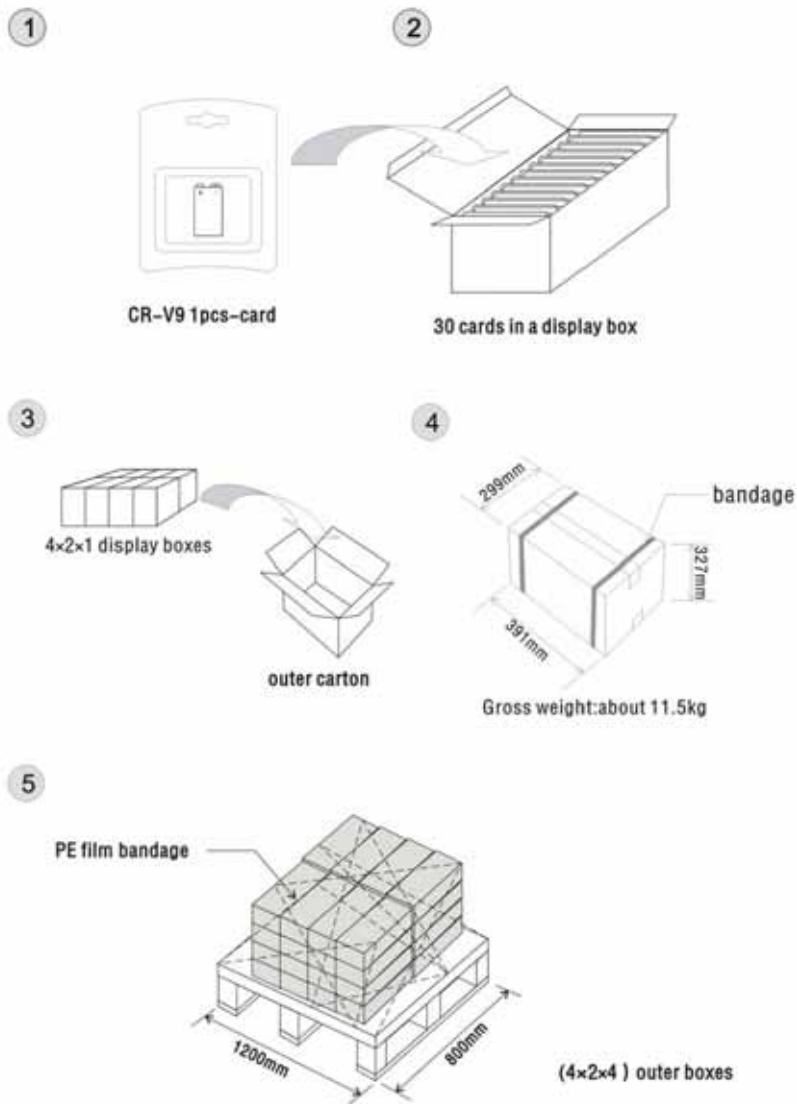 1
2
CR-V9 1pcs-card
30 cards in a display box
3
4
4×2×1 display boxes
outer carton
299mm
bandage
327mm
391mm
Gross weight:about 11.5kg
5
PE film bandage
1200mm
800mm
(4×2×4 ) outer boxes